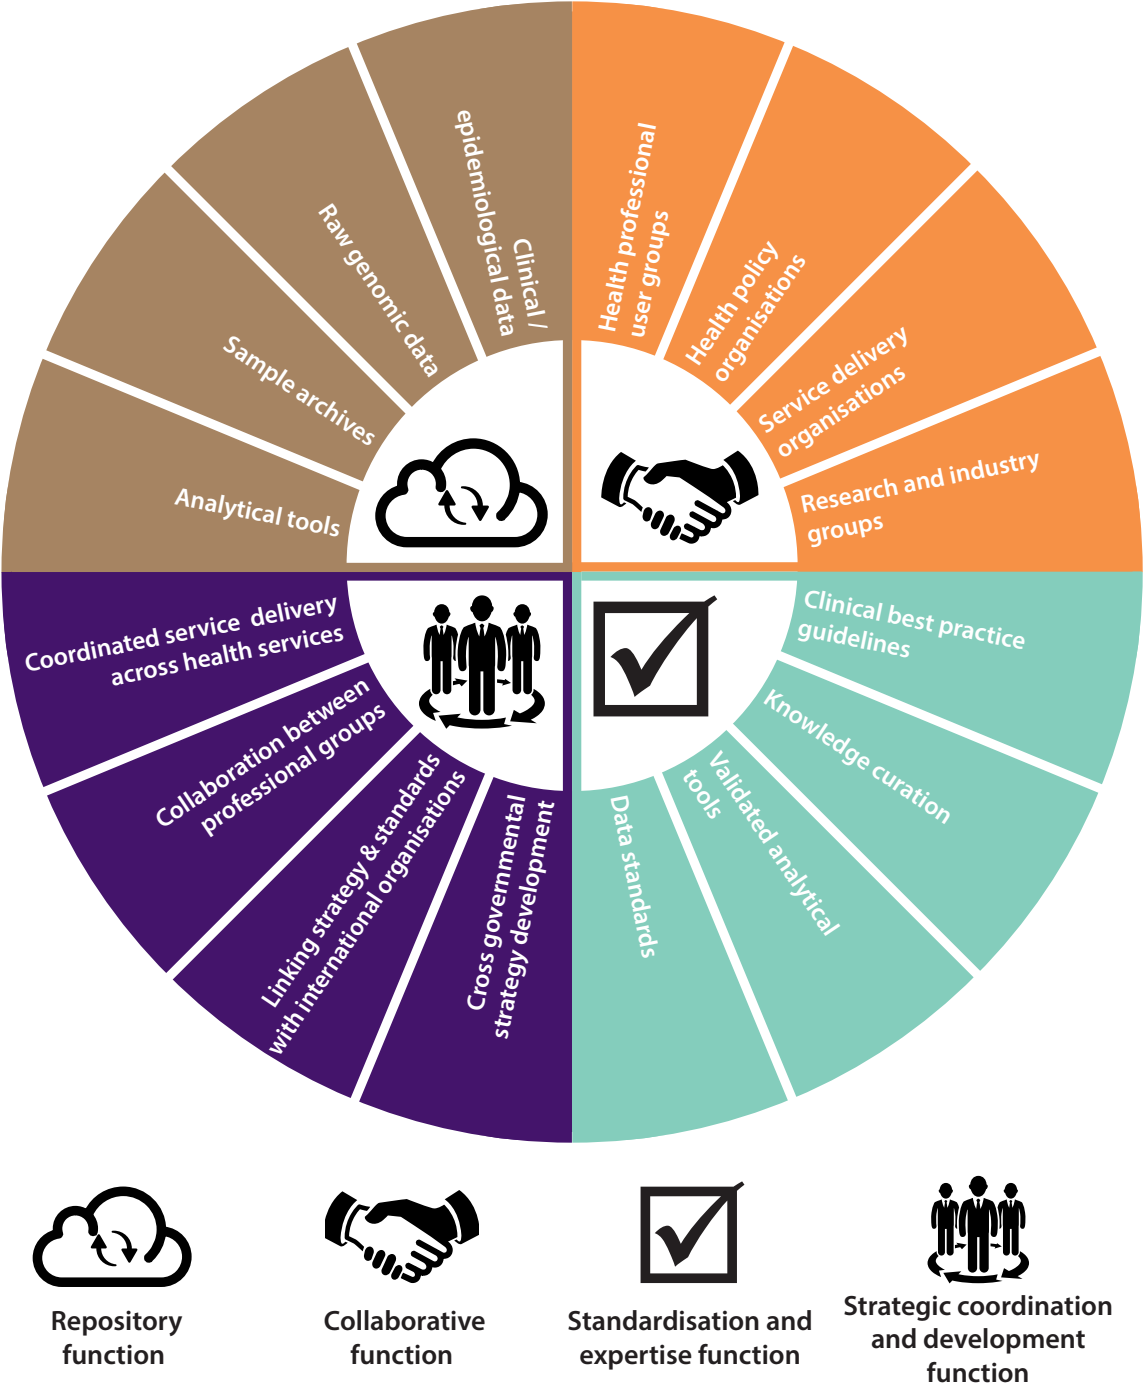 Clinical /
epidemiological data
Raw genomic data
Sample archives
Analytical tools
Health professional
user groups
Health policy
organisations
Service delivery
organisations
Research and industry
groups
Clinical best practice
guidelines
Knowledge curation
Validated analytical
tools
Data standards
Coordinated service delivery
across health services
Collaboration between
professional groups
Linking strategy & standards
with international organisations
Cross governmental
strategy development
Repository
function
Collaborative
function
Standardisation and
expertise function
Strategic coordination
and development
function